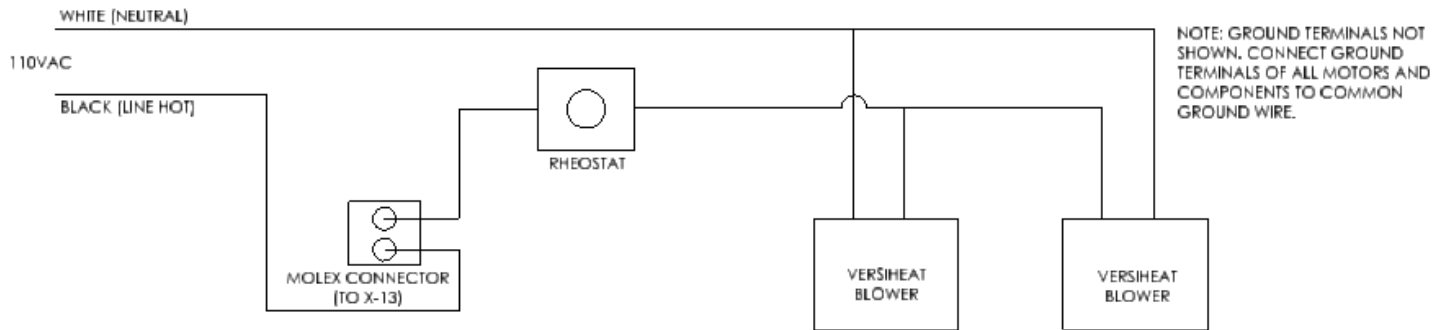 WHITE (NEUTRAL)
110VAC
BLACK (LINE HOT)
RHEOSTAT
MOLEX CONNECTOR
(TO X-13)
VERSIHEAT
BLOWER
VERSIHEAT
BLOWER
NOTE: GROUND TERMINALS NOT
SHOWN. CONNECT GROUND
TERMINALS OF ALL MOTORS AND
COMPONENTS TO COMMON
GROUND WIRE.